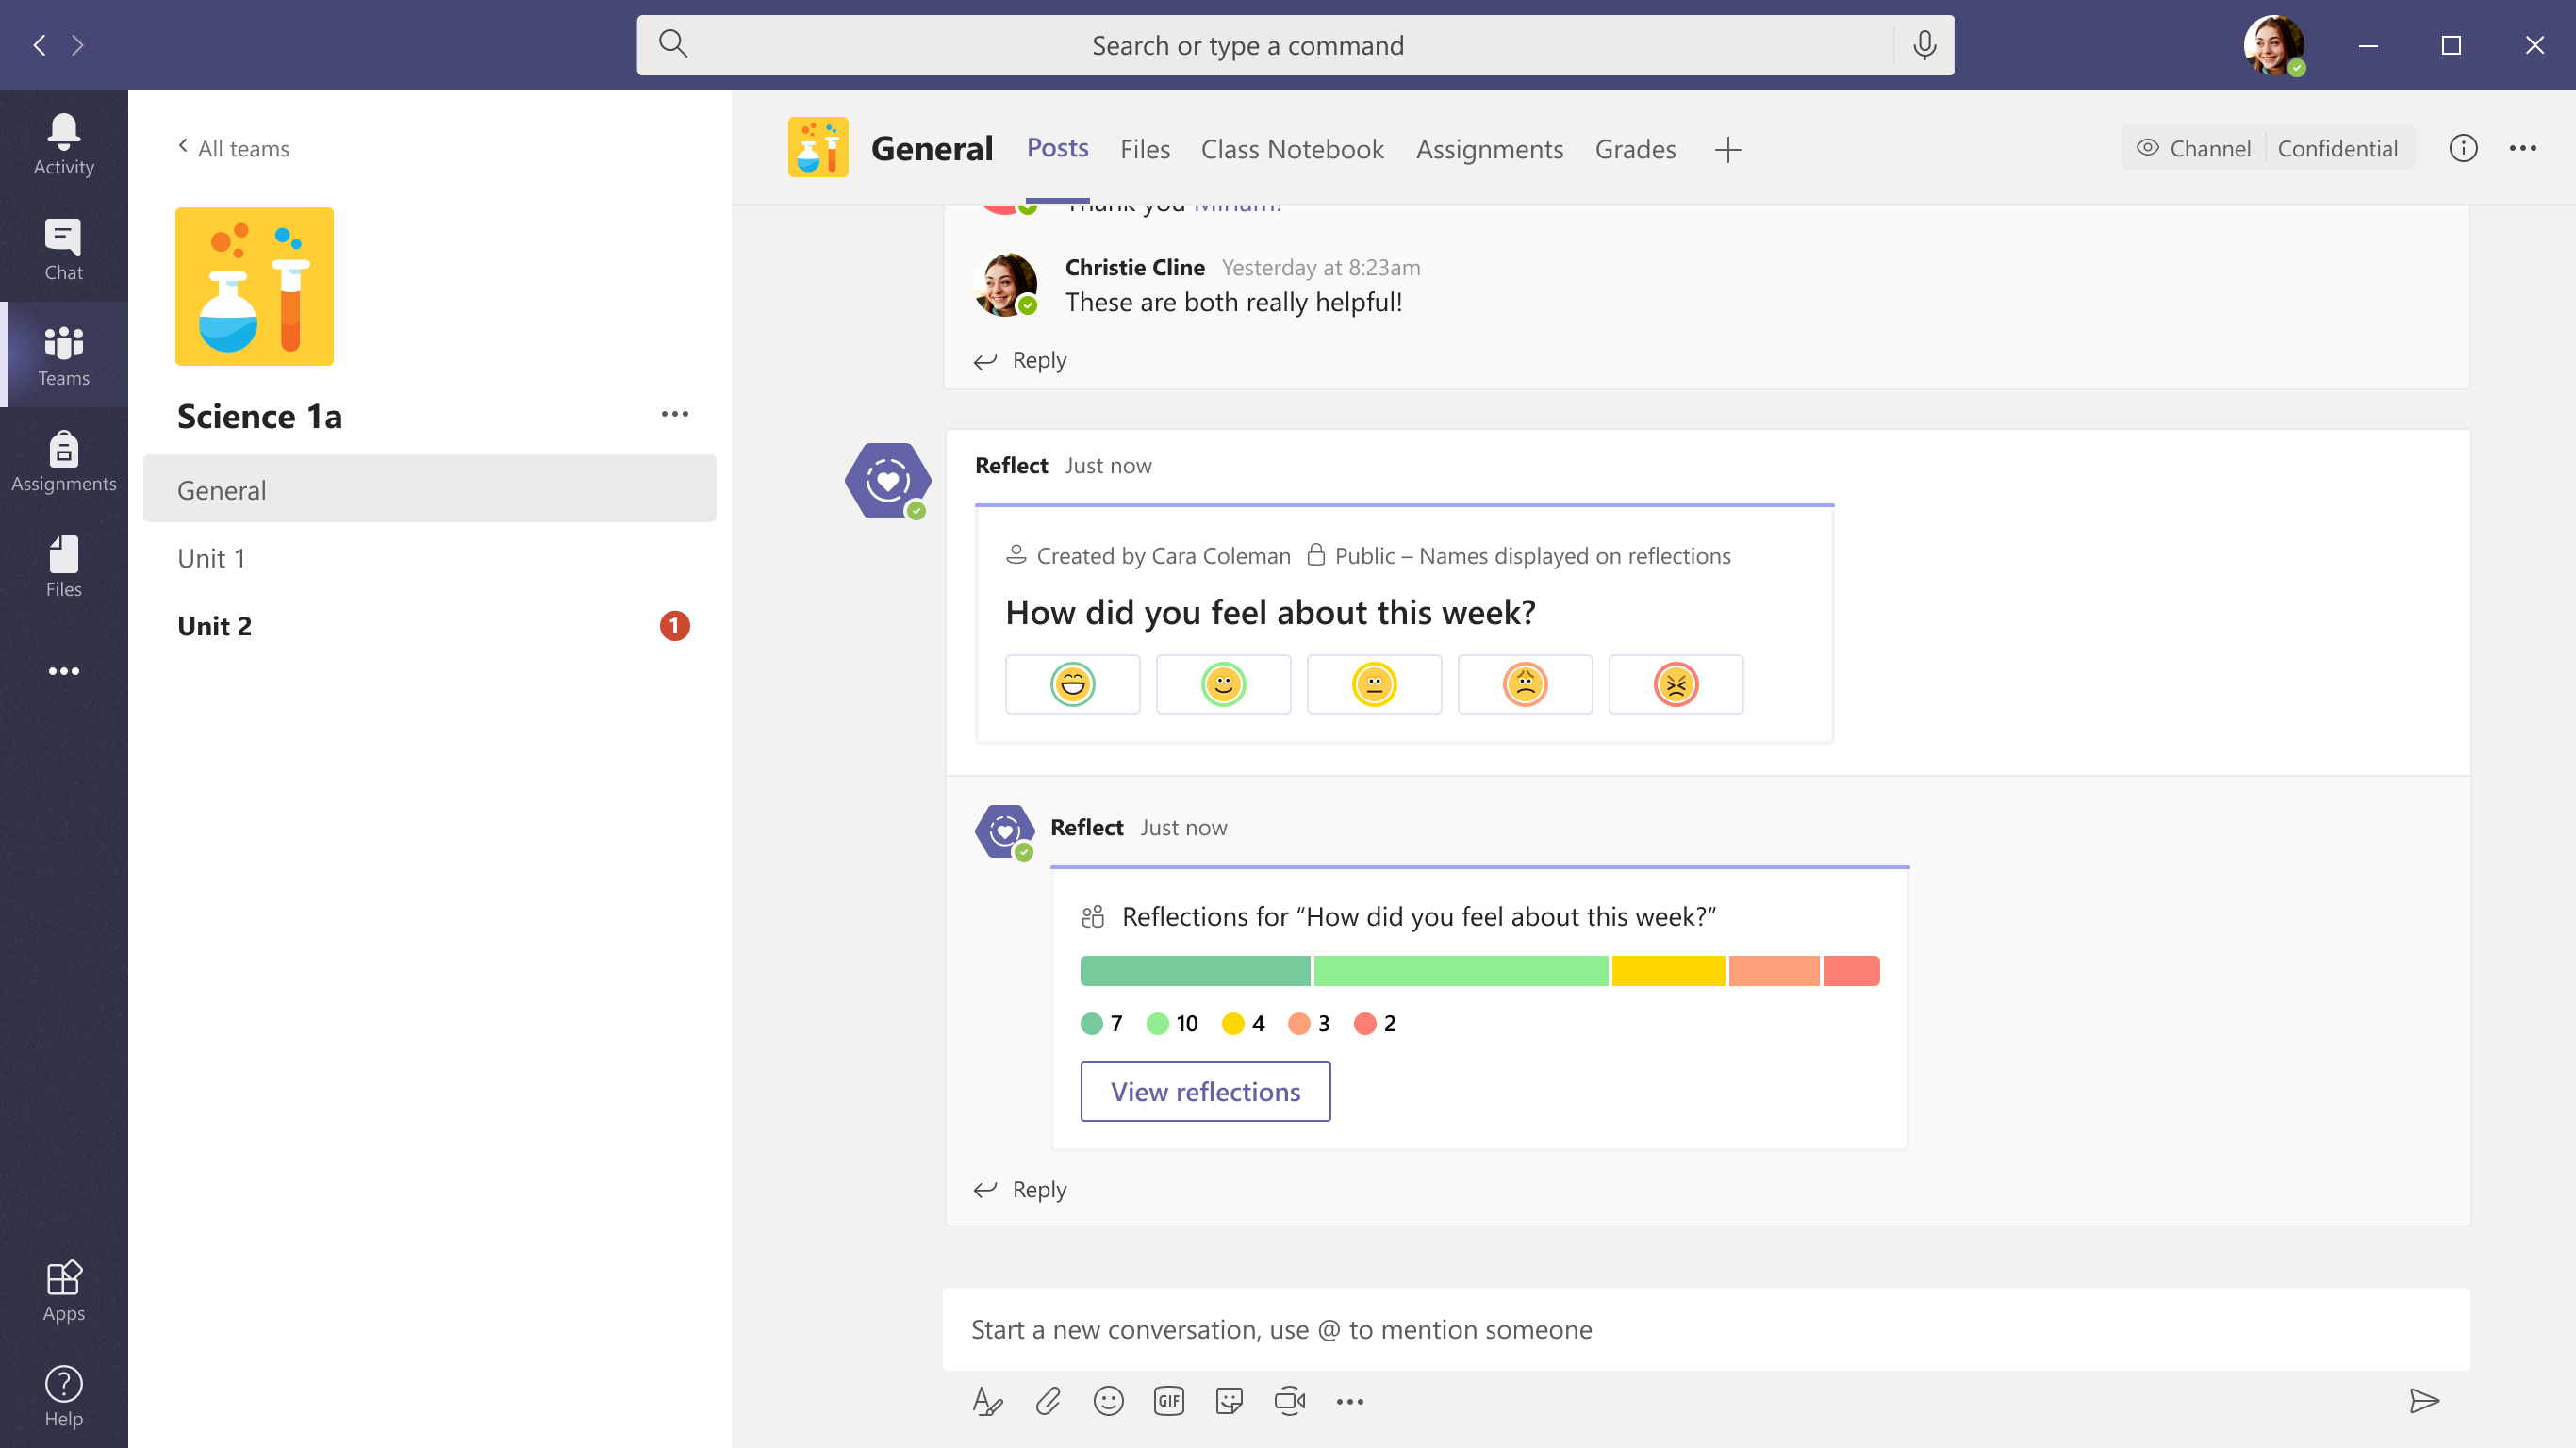 Search or type a command
Activity
Chat
Teams
Assignments
Files
Apps
Help
All teams
Science 1a
General
Unit 1
Unit 2
1
General
Posts
Files
Class Notebook
Assignments
Grades
Channel
Confidential
Thank you Miriam!
Christie Cline Yesterday at 8:23am
These are both really helpful!
Reply
Reflect Just now
Created by Cara Coleman Public – Names displayed on reflections
How did you feel about this week?
Reflect Just now
Reflections for “How did you feel about this week?”
7 10 4 3 2
View reflections
Reply
Start a new conversation, use @ to mention someone
GIF